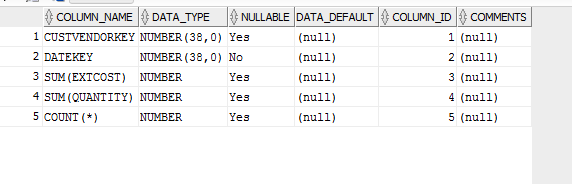 COLUMN_NAME DATA_TYPE NULLABLE DATA_DEFAULT COLUMN_ID COMMENTS
1 CUSTVENDORKEY NUMBER(38,0) Yes (null) 1 (null)
2 DATEKEY NUMBER(38,0) No (null) 2 (null)
3 SUM(EXTCOST) NUMBER Yes (null) 3 (null)
4 SUM(QUANTITY) NUMBER Yes (null) 4 (null)
5 COUNT(*) NUMBER Yes (null) 5 (null)